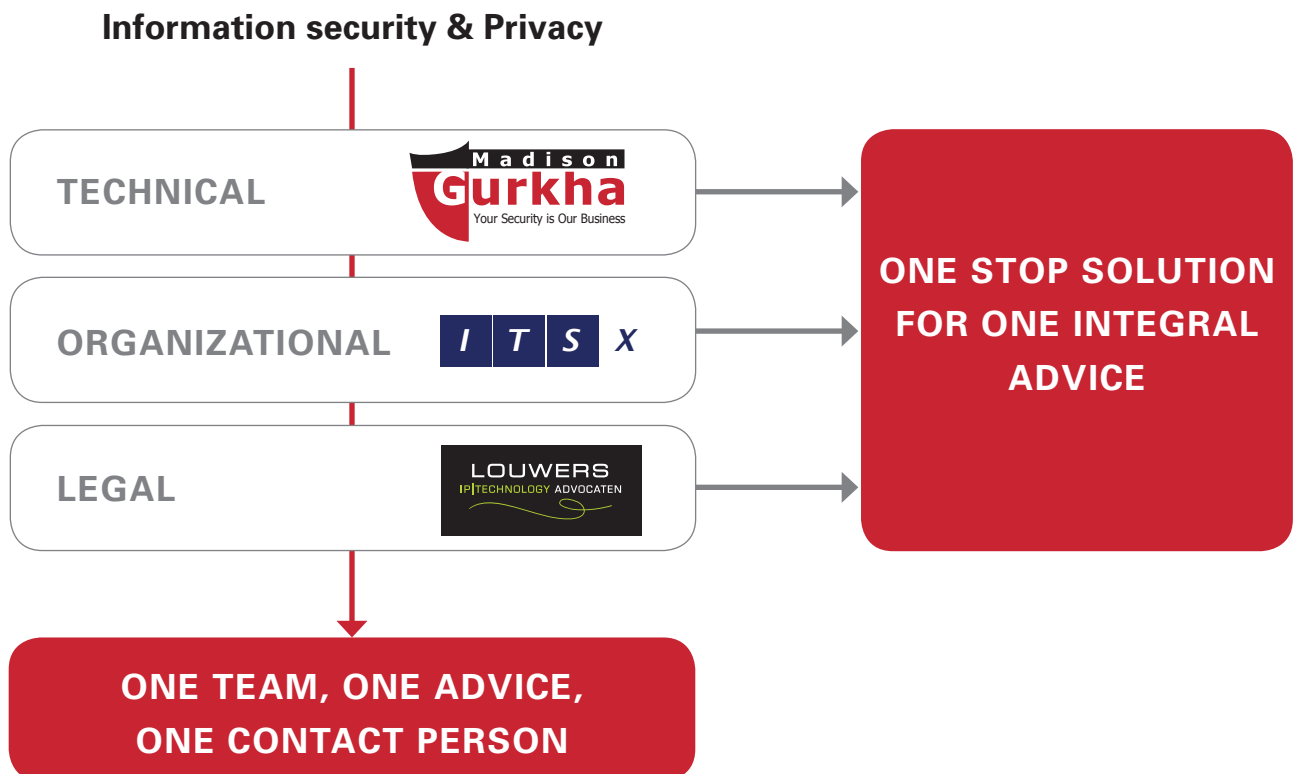 Information security & Privacy
TECHNICAL
Madison
Gurkha
Your Security is Our Business
ORGANIZATIONAL
I T S X
LEGAL
LOUWERS
IP|TECHNOLOGY ADVOCATEN
ONE STOP SOLUTION
FOR ONE INTEGRAL
ADVICE
ONE TEAM, ONE ADVICE,
ONE CONTACT PERSON